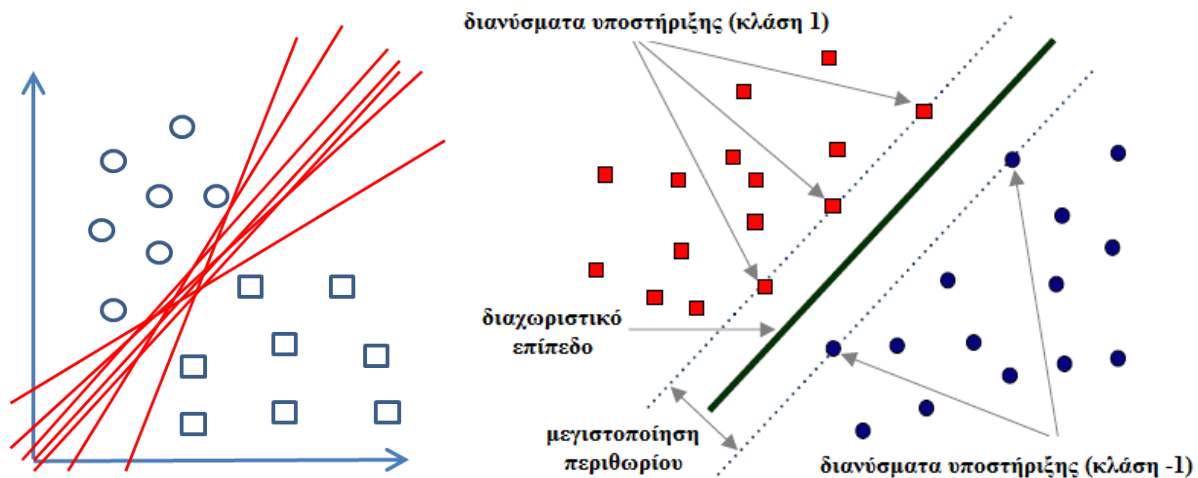 διανύσματα υποστήριξης (κλάση 1)
διαχωριστικό
επίπεδο
μεγιστοποίηση
περιθωρίου
διανύσματα υποστήριξης (κλάση -1)